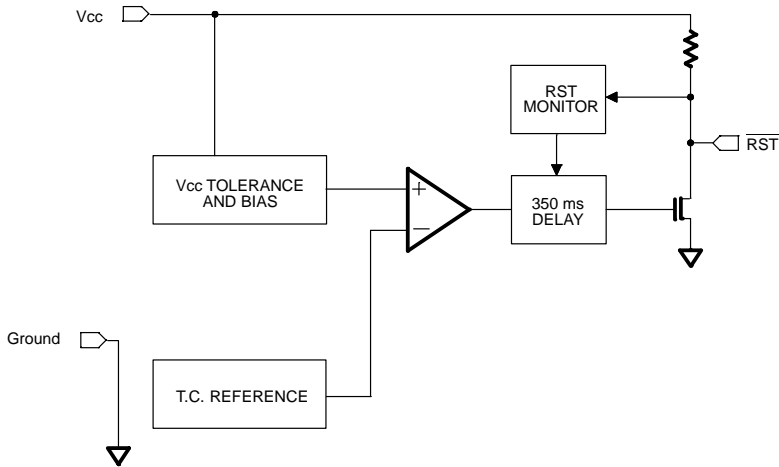 Vcc
RST
MONITOR
RST
Vcc TOLERANCE
AND BIAS
+
−
350 ms
DELAY
Ground
T.C. REFERENCE